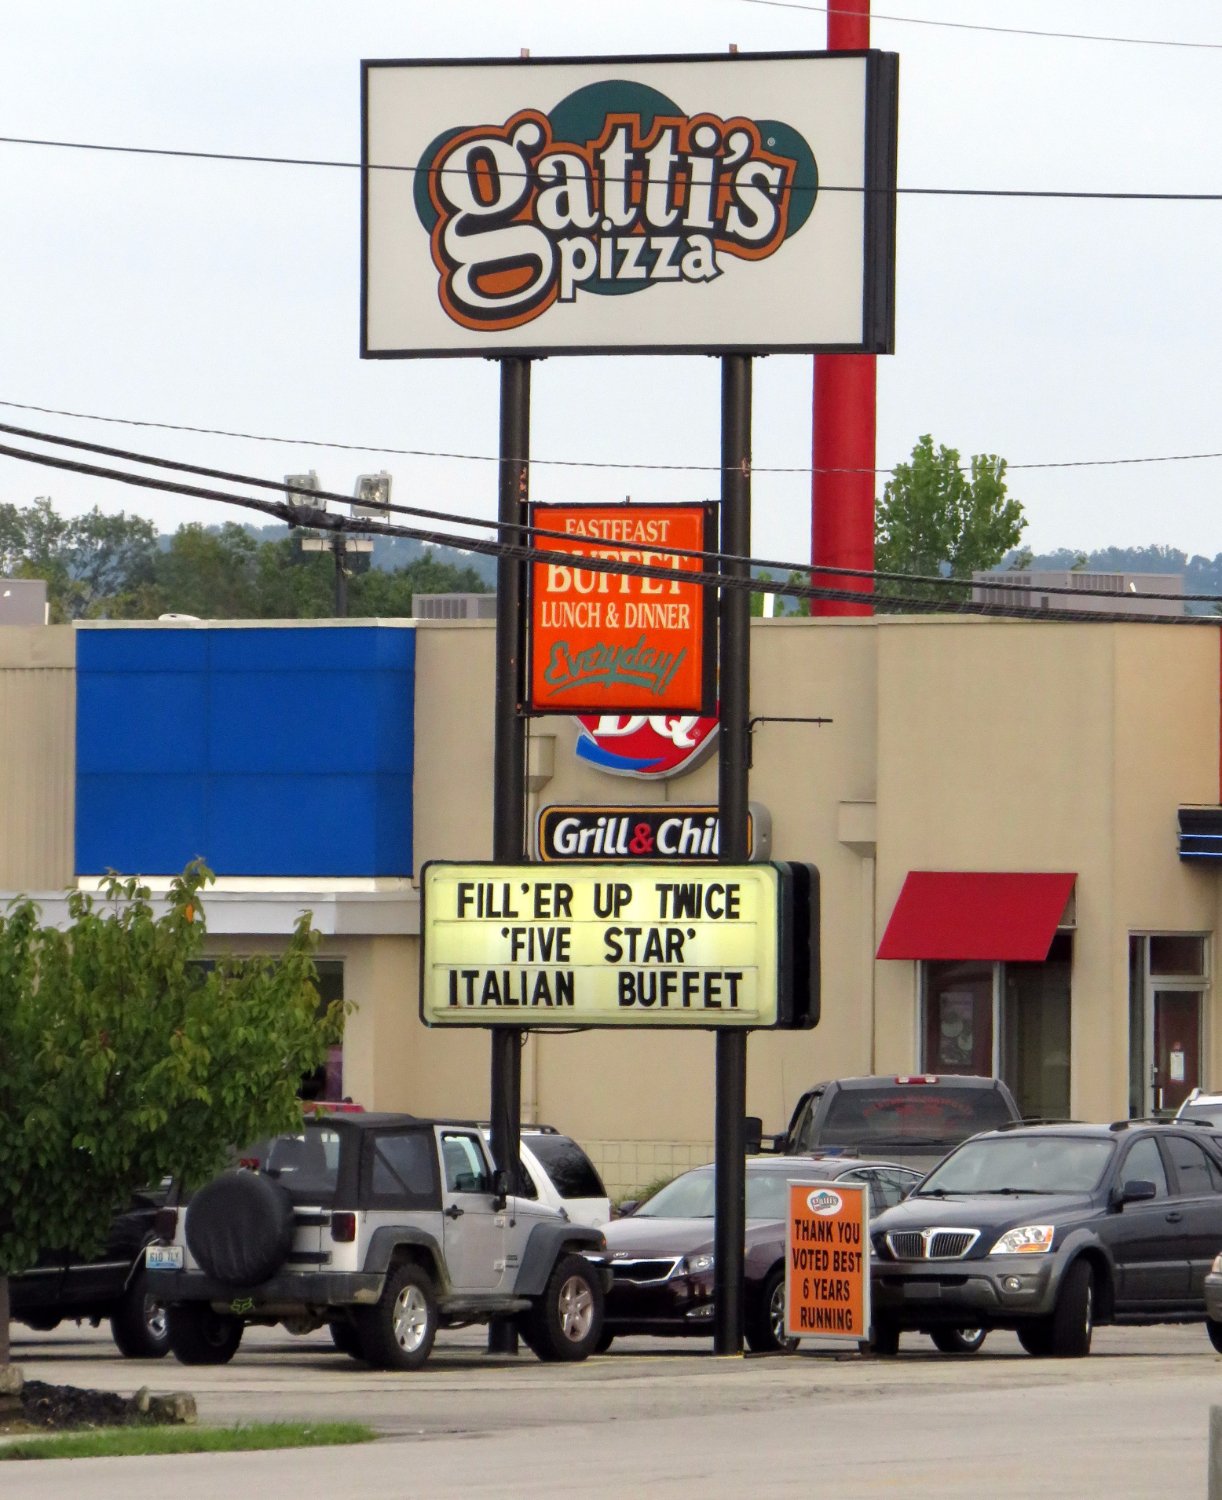 gatti's
pizza
FASTFEAST
BUFFET
LUNCH & DINNER
Everyday!
DQ
Grill & Chil
FILL'ER UP TWICE
'FIVE STAR'
ITALIAN BUFFET
gatti's
THANK YOU
VOTED BEST
6 YEARS
RUNNING